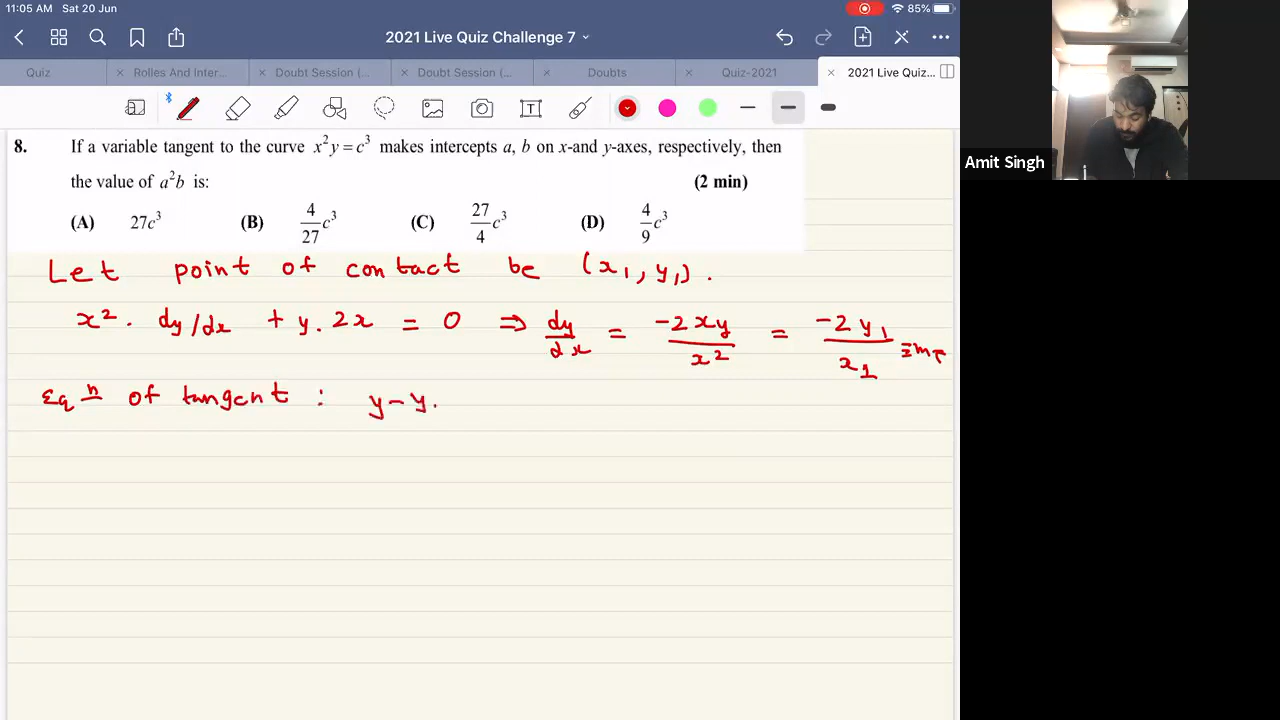 11:05 AM Sat 20 Jun
85%
2021 Live Quiz Challenge 7
Quiz
Rolles And Inter...
Doubt Session (...
Doubt Session (...
Doubts
Quiz-2021
2021 Live Quiz...
Amit Singh
8. If a variable tangent to the curve x²y = c³ makes intercepts a, b on x-and y-axes, respectively, then
the value of a²b is: (2 min)
(A) 27c³ (B) 4/27 c³ (C) 27/4 c³ (D) 4/9 c³
Let point of contact be (x₁, y₁).
x² · dy/dx + y. 2x = 0 ⇒ dy/dx = -2xy/x² = -2y₁/x₁ ≡ m_T
Eqn of tangent : y - y.